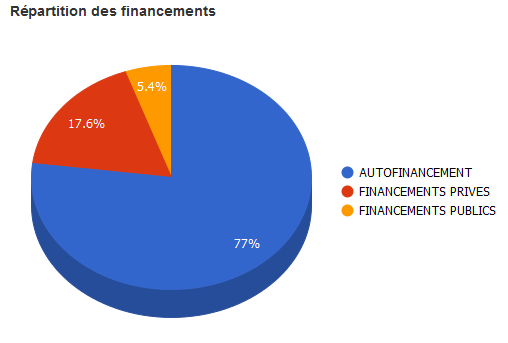 Répartition des financements
5.4%
17.6%
77%
AUTOFINANCEMENT
FINANCEMENTS PRIVES
FINANCEMENTS PUBLICS